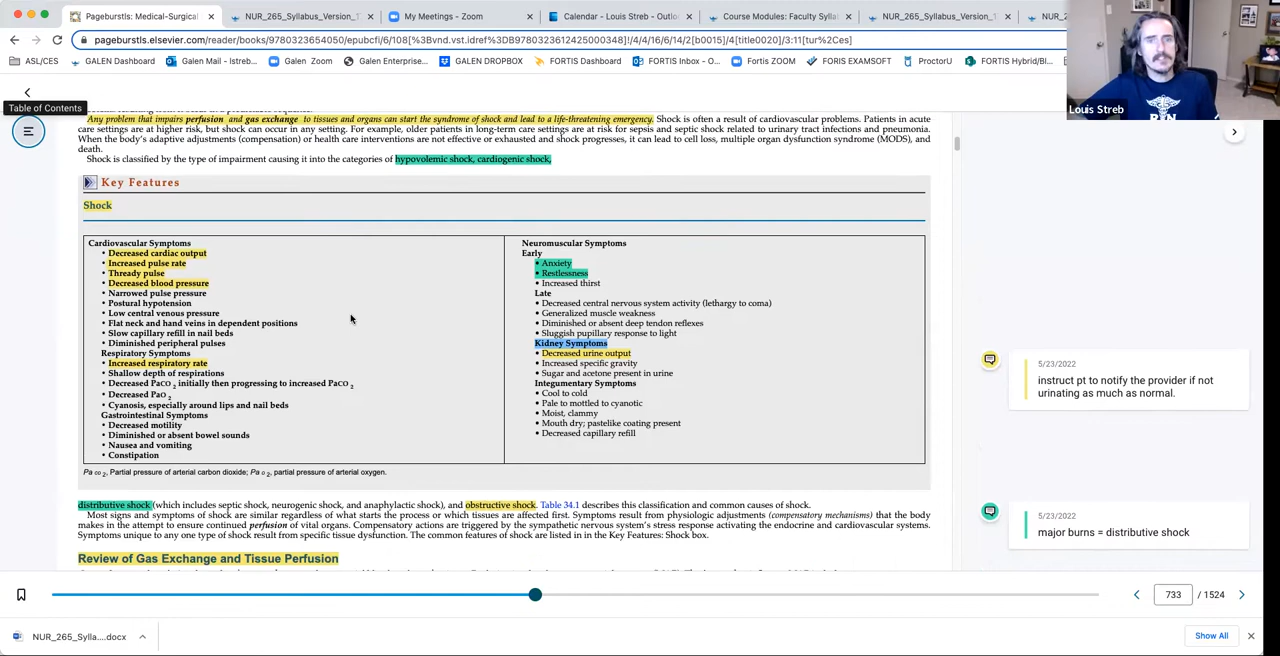 Pageburstls: Medical-Surgical
NUR_265_Syllabus_Version_1
My Meetings - Zoom
Calendar - Louis Streb - Outlo
Course Modules: Faculty Sylla
NUR_265_Syllabus_Version_1
NUR_2
pageburstls.elsevier.com/reader/books/9780323654050/epubcfi/6/108[%3Bvnd.vst.idref%3DB9780323612425000348]!/4/4/16/6/14/2[b0015]/4[title0020]/3:11[tur%2Ces]
ASL/CES
GALEN Dashboard
Galen Mail - lstreb...
Galen Zoom
Galen Enterprise...
GALEN DROPBOX
FORTIS Dashboard
FORTIS Inbox - O...
Fortis ZOOM
FORIS EXAMSOFT
ProctorU
FORTIS Hybrid/Bl...
Table of Contents
Louis Streb
Any problem that impairs perfusion and gas exchange to tissues and organs can start the syndrome of shock and lead to a life-threatening emergency. Shock is often a result of cardiovascular problems. Patients in acute
care settings are at higher risk, but shock can occur in any setting. For example, older patients in long-term care settings are at risk for sepsis and septic shock related to urinary tract infections and pneumonia.
When the body's adaptive adjustments (compensation) or health care interventions are not effective or exhausted and shock progresses, it can lead to cell loss, multiple organ dysfunction syndrome (MODS), and
death.
Shock is classified by the type of impairment causing it into the categories of hypovolemic shock, cardiogenic shock,
Key Features
Shock
Cardiovascular Symptoms
• Decreased cardiac output
• Increased pulse rate
• Thready pulse
• Decreased blood pressure
• Narrowed pulse pressure
• Postural hypotension
• Low central venous pressure
• Flat neck and hand veins in dependent positions
• Slow capillary refill in nail beds
• Diminished peripheral pulses
Respiratory Symptoms
• Increased respiratory rate
• Shallow depth of respirations
• Decreased PaCO2 initially then progressing to increased PaCO2
• Decreased PaO2
• Cyanosis, especially around lips and nail beds
Gastrointestinal Symptoms
• Decreased motility
• Diminished or absent bowel sounds
• Nausea and vomiting
• Constipation
Neuromuscular Symptoms
Early
• Anxiety
• Restlessness
• Increased thirst
Late
• Decreased central nervous system activity (lethargy to coma)
• Generalized muscle weakness
• Diminished or absent deep tendon reflexes
• Sluggish pupillary response to light
Kidney Symptoms
• Decreased urine output
• Increased specific gravity
• Sugar and acetone present in urine
Integumentary Symptoms
• Cool to cold
• Pale to mottled to cyanotic
• Moist, clammy
• Mouth dry; pastelike coating present
• Decreased capillary refill
Pa co2, Partial pressure of arterial carbon dioxide; Pa o2, partial pressure of arterial oxygen.
distributive shock (which includes septic shock, neurogenic shock, and anaphylactic shock), and obstructive shock. Table 34.1 describes this classification and common causes of shock.
Most signs and symptoms of shock are similar regardless of what starts the process or which tissues are affected first. Symptoms result from physiologic adjustments (compensatory mechanisms) that the body
makes in the attempt to ensure continued perfusion of vital organs. Compensatory actions are triggered by the sympathetic nervous system's stress response activating the endocrine and cardiovascular systems.
Symptoms unique to any one type of shock result from specific tissue dysfunction. The common features of shock are listed in in the Key Features: Shock box.
Review of Gas Exchange and Tissue Perfusion
5/23/2022
instruct pt to notify the provider if not
urinating as much as normal.
5/23/2022
major burns = distributive shock
733 / 1524
NUR_265_Sylla....docx
Show All